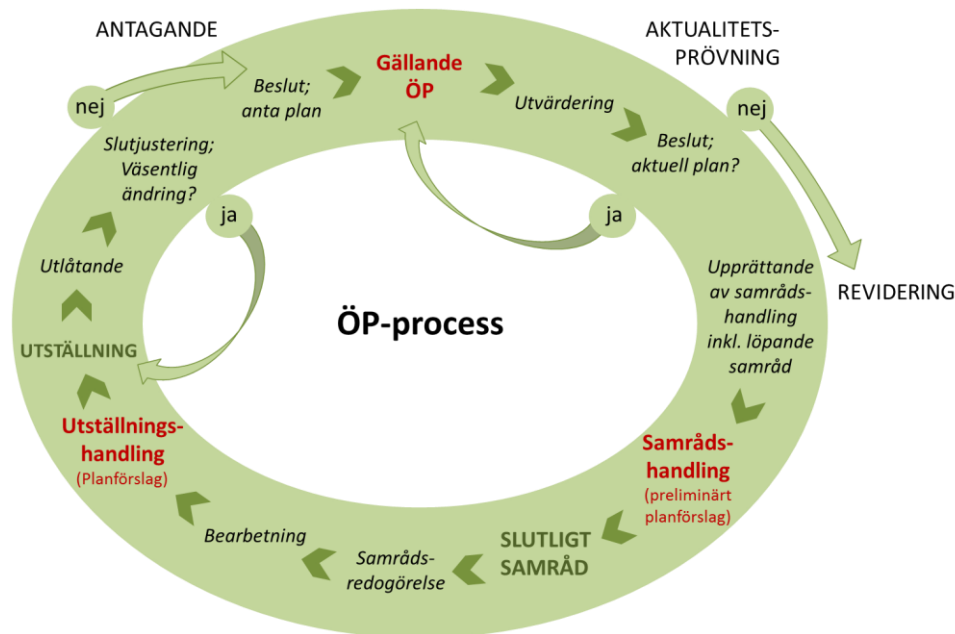 ANTAGANDE
nej
Beslut;
anta plan
Gällande
ÖP
Utvärdering
AKTUALITETS-
PRÖVNING
nej
Beslut;
aktuell plan?
ja
REVIDERING
Upprättande
av samråds-
handling
inkl. löpande
samråd
Samråds-
handling
(preliminärt
planförslag)
SLUTLIGT
SAMRÅD
Samråds-
redogörelse
Bearbetning
Utställnings-
handling
(Planförslag)
UTSTÄLLNING
Utlåtande
Slutjustering;
Väsentlig
ändring?
ja
ÖP-process